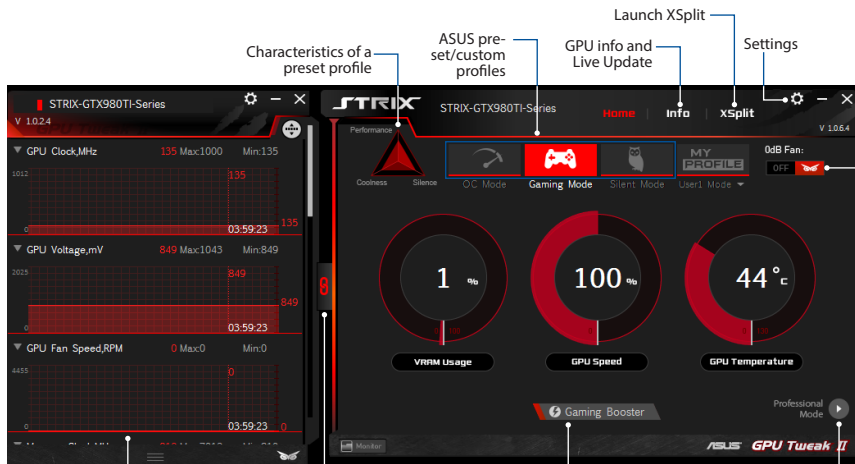 Launch XSplit
Characteristics of a
preset profile
ASUS pre-
set/custom
profiles
GPU info and
Live Update
Settings
STRIX-GTX980TI-Series
V 1.0.2.4
GPU Clock,MHz 135 Max:1000 Min:135
1012
135
135
0
03:59:23
GPU Voltage,mV 849 Max:1043 Min:849
2025
849
849
0
03:59:23
GPU Fan Speed,RPM 0 Max:0 Min:0
4455
0
0
0
03:59:23
STRIX
STRIX-GTX980TI-Series
Home
Info
XSplit
V 1.0.6.4
Performance
Coolness
Silence
OC Mode
Gaming Mode
Silent Mode
MY
PROFILE
User1 Mode
0dB Fan:
OFF
1 %
0 100
VRAM Usage
100 %
GPU Speed
44°c
0 100
GPU Temperature
Gaming Booster
Professional
Mode
Monitor
ASUS GPU Tweak II